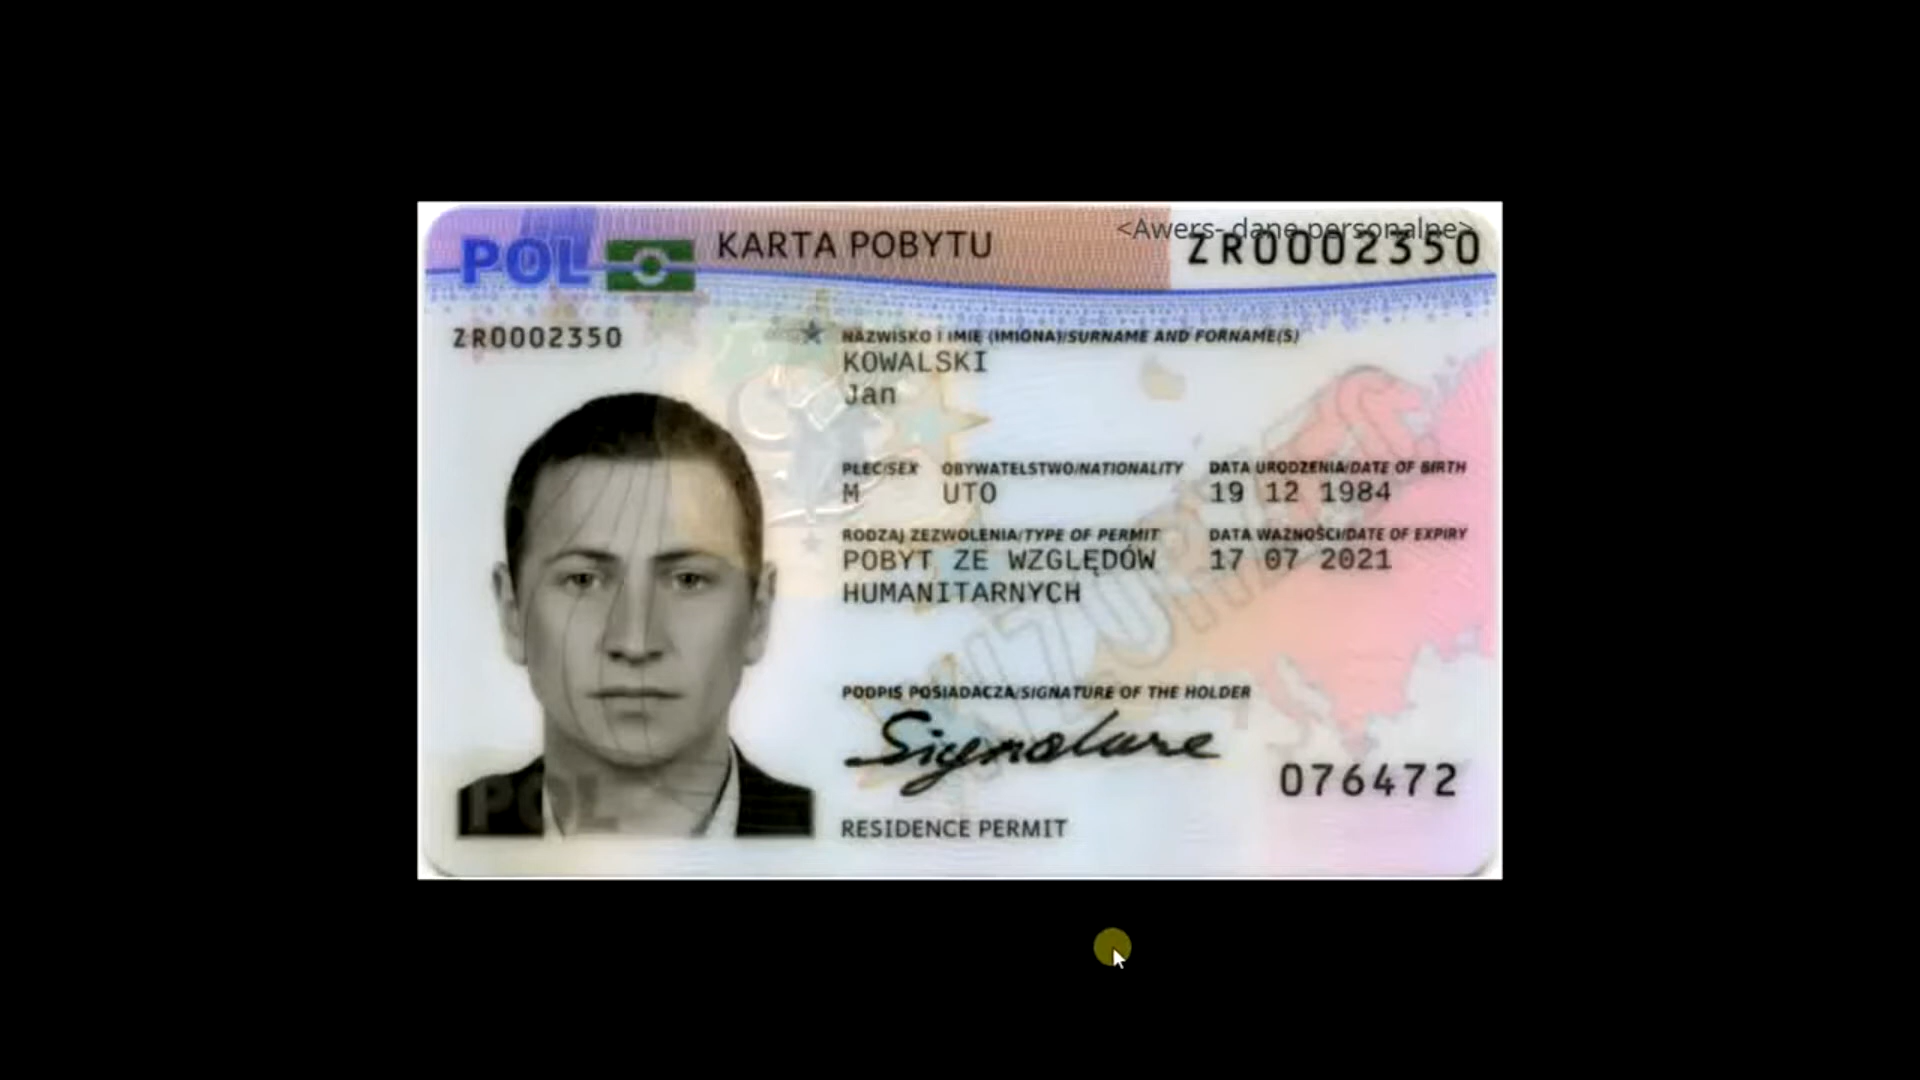 <Awers- dane personalne>
POL KARTA POBYTU ZR0002350
ZR0002350
NAZWISKO I IMIĘ (IMIONA)/SURNAME AND FORNAME(S)
KOWALSKI
Jan
PŁEĆ/SEX OBYWATELSTWO/NATIONALITY DATA URODZENIA/DATE OF BIRTH
M UTO 19 12 1984
RODZAJ ZEZWOLENIA/TYPE OF PERMIT DATA WAŻNOŚCI/DATE OF EXPIRY
POBYT ZE WZGLĘDÓW 17 07 2021
HUMANITARNYCH
PODPIS POSIADACZA/SIGNATURE OF THE HOLDER
Signature
076472
POL
RESIDENCE PERMIT